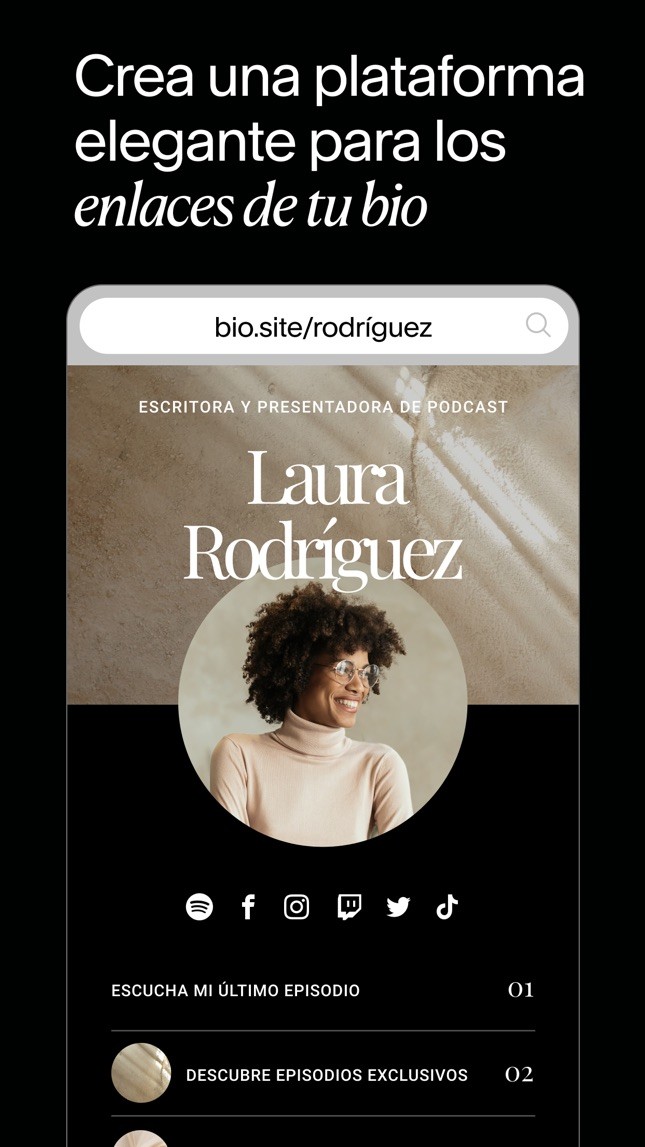 Crea una plataforma
elegante para los
enlaces de tu bio
bio.site/rodríguez
ESCRITORA Y PRESENTADORA DE PODCAST
Laura
Rodríguez
ESCUCHA MI ÚLTIMO EPISODIO 01
DESCUBRE EPISODIOS EXCLUSIVOS 02